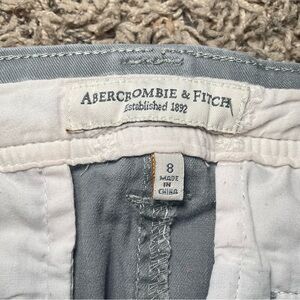 ABERCROMBIE & FITCH
Established 1892
8
MADE
IN
CHINA